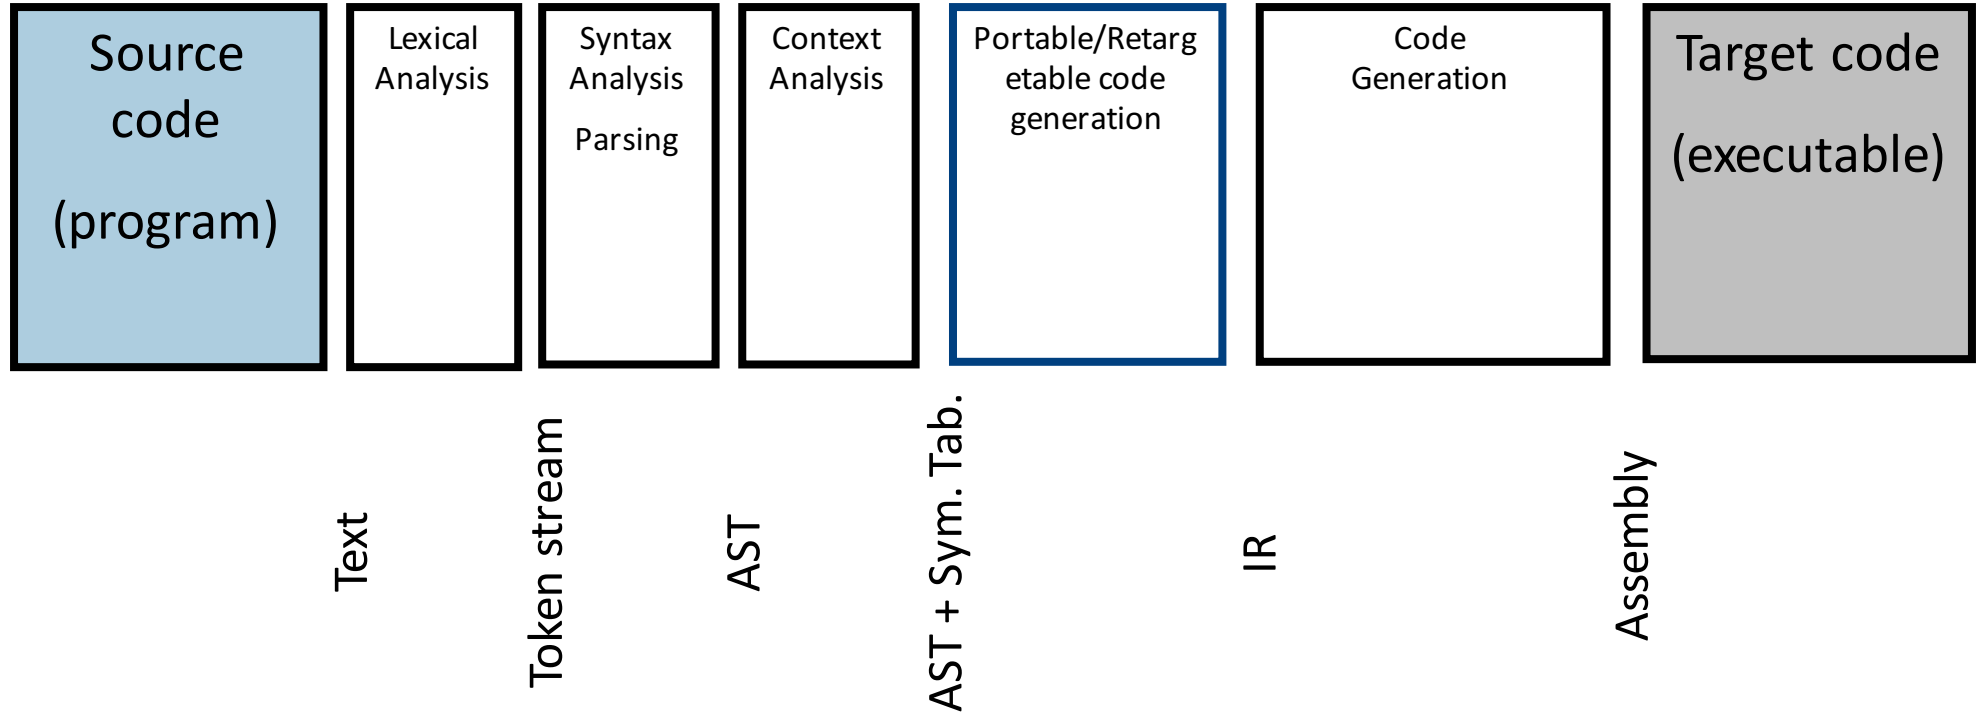 Source
code
(program)
Lexical
Analysis
Syntax
Analysis
Parsing
Context
Analysis
Portable/Retarg
etable code
generation
Code
Generation
Target code
(executable)
Text
Token stream
AST
AST + Sym. Tab.
IR
Assembly